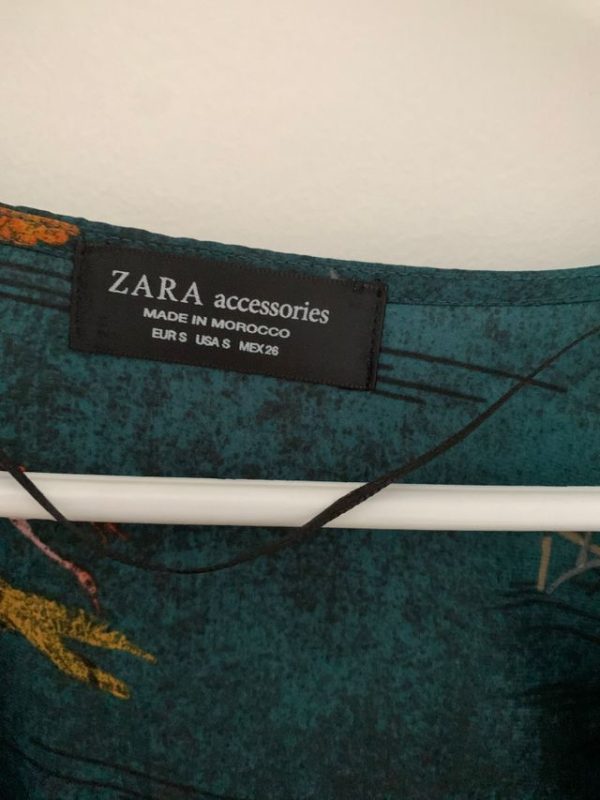 ZARA accessories
MADE IN MOROCCO
EUR S USA S MEX 26